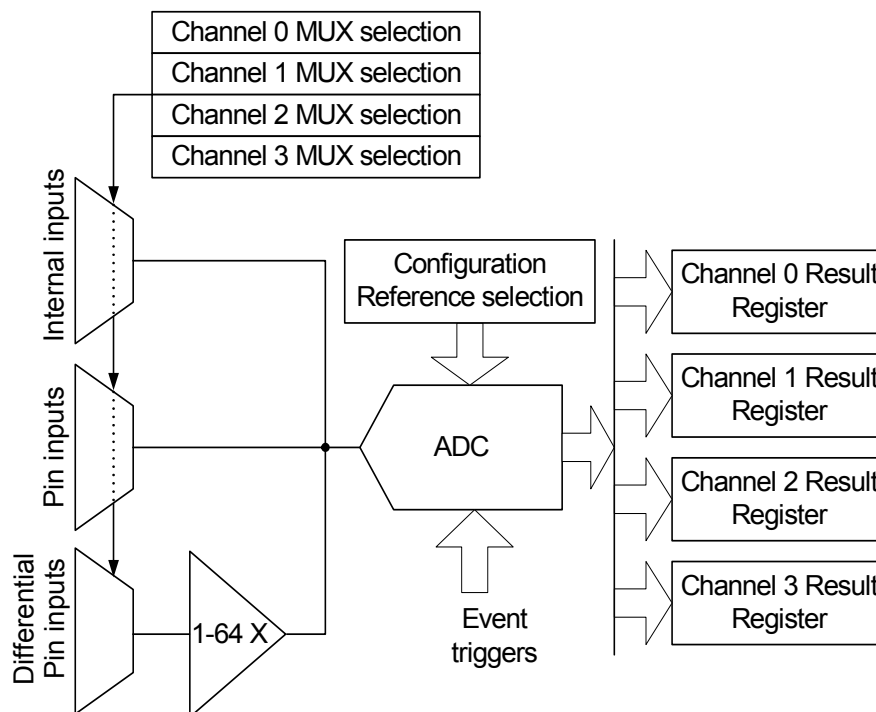 Channel 0 MUX selection
Channel 1 MUX selection
Channel 2 MUX selection
Channel 3 MUX selection
Internal inputs
Pin inputs
Differential
Pin inputs
1-64 X
Configuration
Reference selection
ADC
Event
triggers
Channel 0 Result
Register
Channel 1 Result
Register
Channel 2 Result
Register
Channel 3 Result
Register